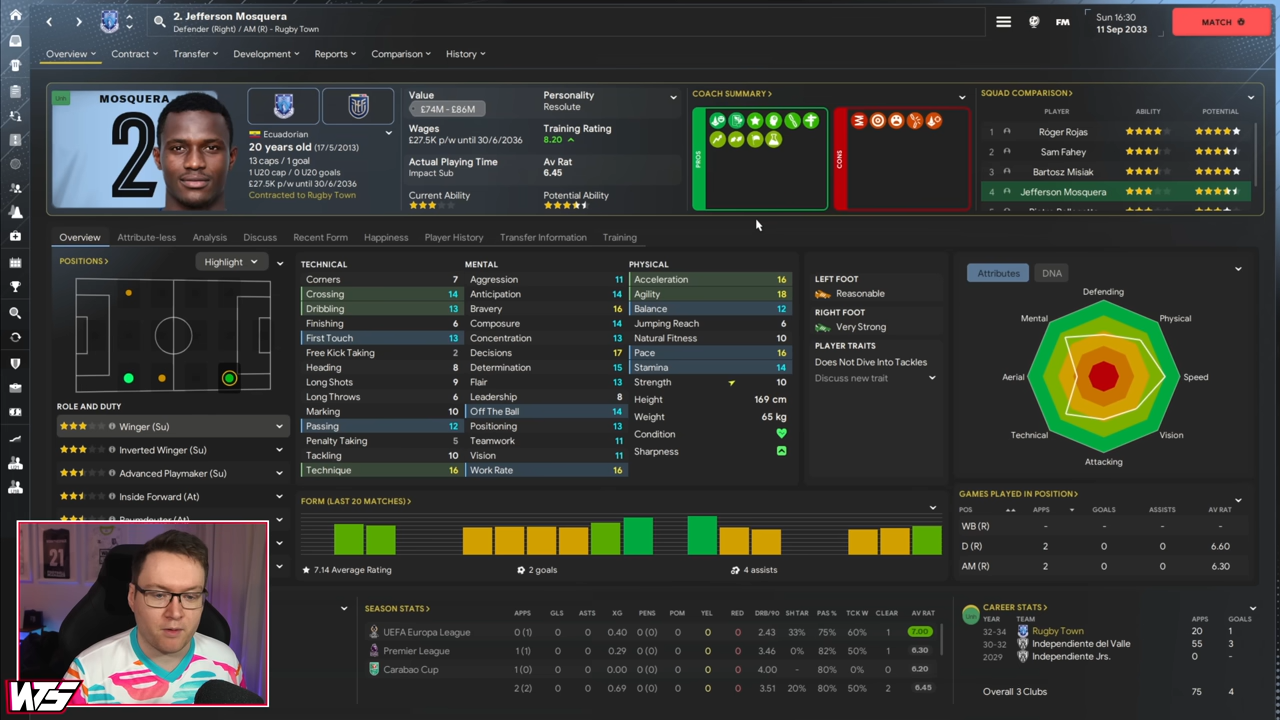 2. Jefferson Mosquera
Defender (Right) / AM (R) - Rugby Town
FM
Sun 16:30
11 Sep 2033
MATCH
Overview
Contract
Transfer
Development
Reports
Comparison
History
Unh
MOSQUERA
2
Ecuadorian
20 years old (17/5/2013)
13 caps / 1 goal
1 U20 cap / 0 U20 goals
£27.5K p/w until 30/6/2036
Contracted to Rugby Town
Value
£74M - £86M
Wages
£27.5K p/w until 30/6/2036
Actual Playing Time
Impact Sub
Current Ability
Personality
Resolute
Training Rating
8.20
Av Rat
6.45
Potential Ability
COACH SUMMARY >
PROS
CONS
SQUAD COMPARISON >
PLAYER ABILITY POTENTIAL
1 Róger Rojas
2 Sam Fahey
3 Bartosz Misiak
4 Jefferson Mosquera
Overview
Attribute-less
Analysis
Discuss
Recent Form
Happiness
Player History
Transfer Information
Training
POSITIONS >
Highlight
ROLE AND DUTY
Winger (Su)
Inverted Winger (Su)
Advanced Playmaker (Su)
Inside Forward (At)
Raumdeuter (At)
TECHNICAL
Corners 7
Crossing 14
Dribbling 13
Finishing 6
First Touch 13
Free Kick Taking 2
Heading 8
Long Shots 9
Long Throws 6
Marking 10
Passing 12
Penalty Taking 5
Tackling 10
Technique 16
MENTAL
Aggression 11
Anticipation 14
Bravery 16
Composure 14
Concentration 13
Decisions 17
Determination 15
Flair 13
Leadership 8
Off The Ball 14
Positioning 13
Teamwork 11
Vision 11
Work Rate 16
PHYSICAL
Acceleration 16
Agility 18
Balance 12
Jumping Reach 6
Natural Fitness 10
Pace 16
Stamina 14
Strength 10
Height 169 cm
Weight 65 kg
Condition
Sharpness
LEFT FOOT
Reasonable
RIGHT FOOT
Very Strong
PLAYER TRAITS
Does Not Dive Into Tackles
Discuss new trait
Attributes
DNA
Defending
Mental
Physical
Aerial
Speed
Technical
Vision
Attacking
FORM (LAST 20 MATCHES) >
7.14 Average Rating
2 goals
4 assists
GAMES PLAYED IN POSITION >
POS APPS GOALS ASSISTS AV RAT
WB (R) - - - -
D (R) 2 0 0 6.60
AM (R) 2 0 0 6.30
SEASON STATS >
APPS GLS ASTS XG PENS POM YEL RED DRB/90 SH TAR PAS % TCK W CLEAR AV RAT
UEFA Europa League 0 (1) 0 0 0.40 0 (0) 0 0 0 2.43 33% 75% 60% 1 7.00
Premier League 1 (1) 0 0 0.29 0 (0) 0 0 0 3.46 0% 82% 50% 1 6.30
Carabao Cup 1 (0) 0 0 0.00 0 (0) 0 0 0 4.00 - 80% 0% 0 6.20
2 (2) 0 0 0.69 0 (0) 0 0 0 3.51 20% 80% 50% 2 6.45
CAREER STATS >
YEAR TEAM APPS GOALS
32-34 Rugby Town 20 1
30-32 Independiente del Valle 55 3
2029 Independiente Jrs. 0 -
Overall 3 Clubs 75 4
21
WTS